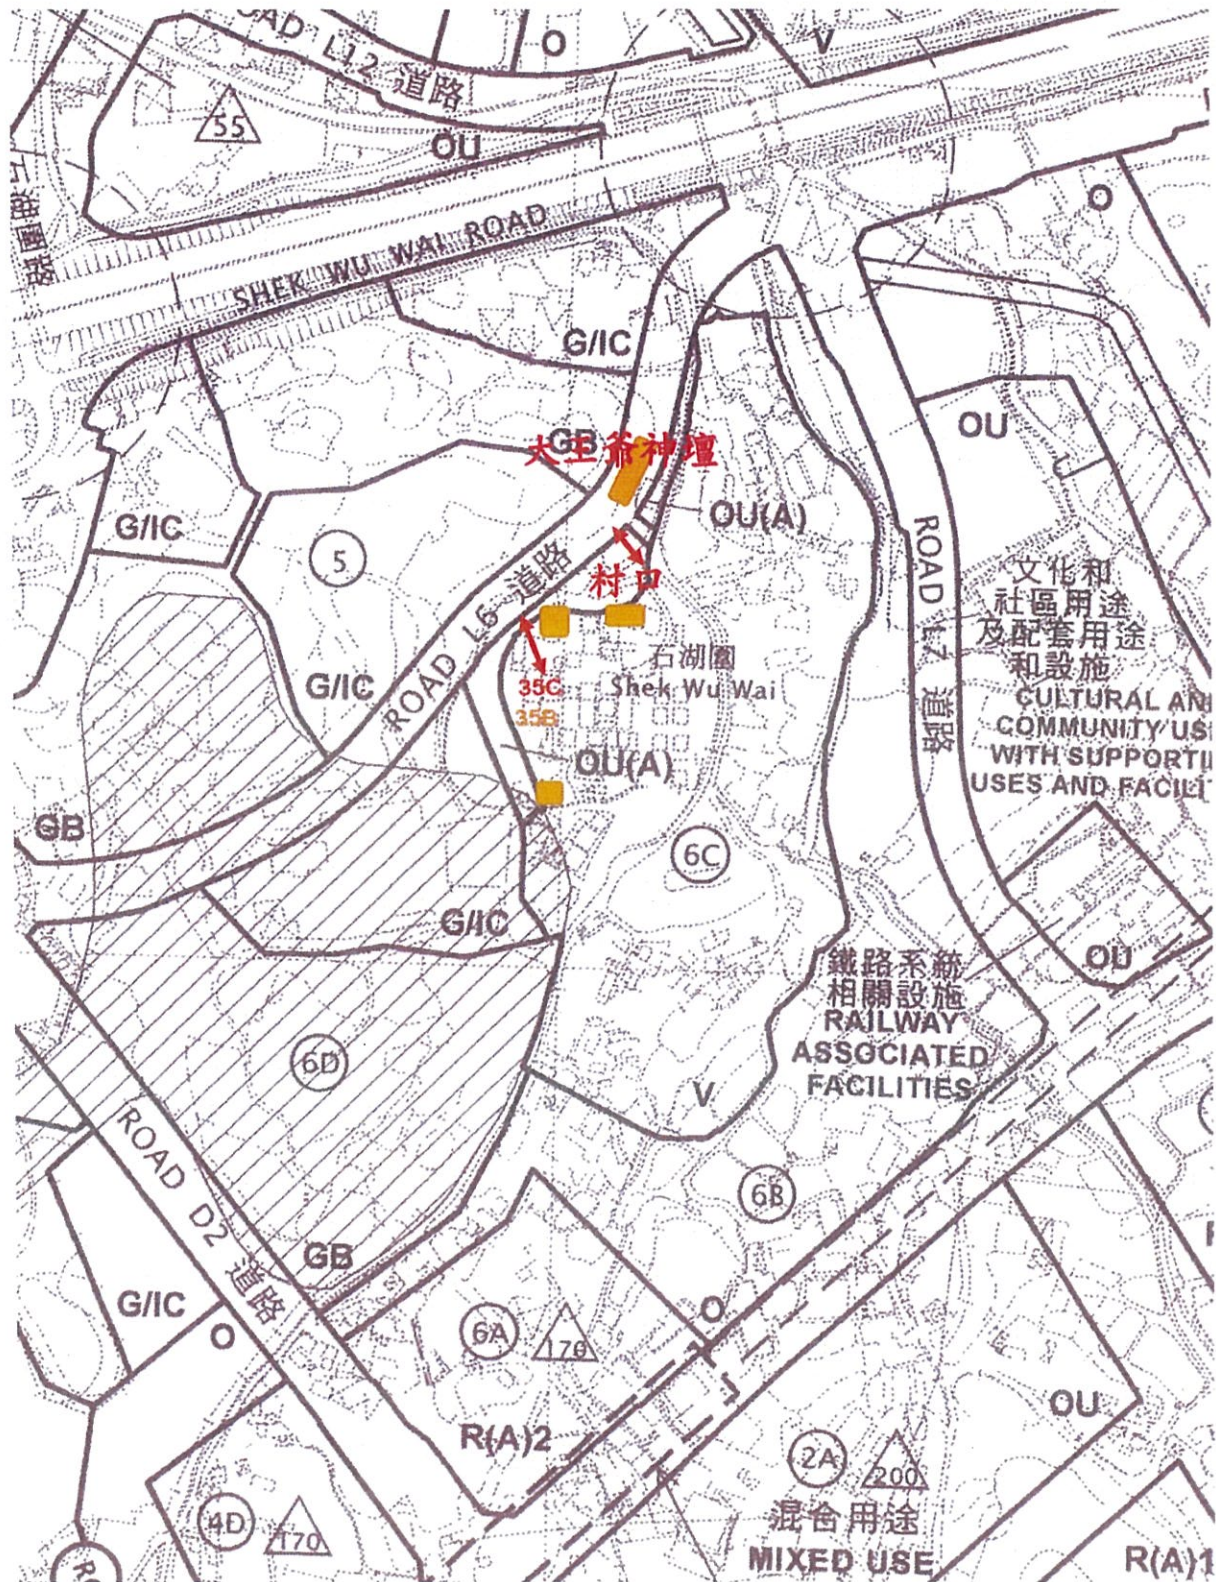 ROAD L12 道路
O
V
55
OU
SHEK WU WAI ROAD
O
G/IC
GB
大王爺神壇
OU
G/IC
5
OU(A)
村口
ROAD L6 道路
ROAD L7 道路
文化和
社區用途
及配套用途
和設施
CULTURAL AN
COMMUNITY US
WITH SUPPORTI
USES AND FACILIT
石湖圍
Shek Wu Wai
35C
35B
G/IC
OU(A)
GB
6C
G/IC
鐵路系統
相關設施
RAILWAY
ASSOCIATED
FACILITIES
OU
6D
V
ROAD D2 道路
6B
GB
G/IC
O
6A
170
O
R(A)2
OU
2A
200
混合用途
MIXED USE
4D
170
R(A)1